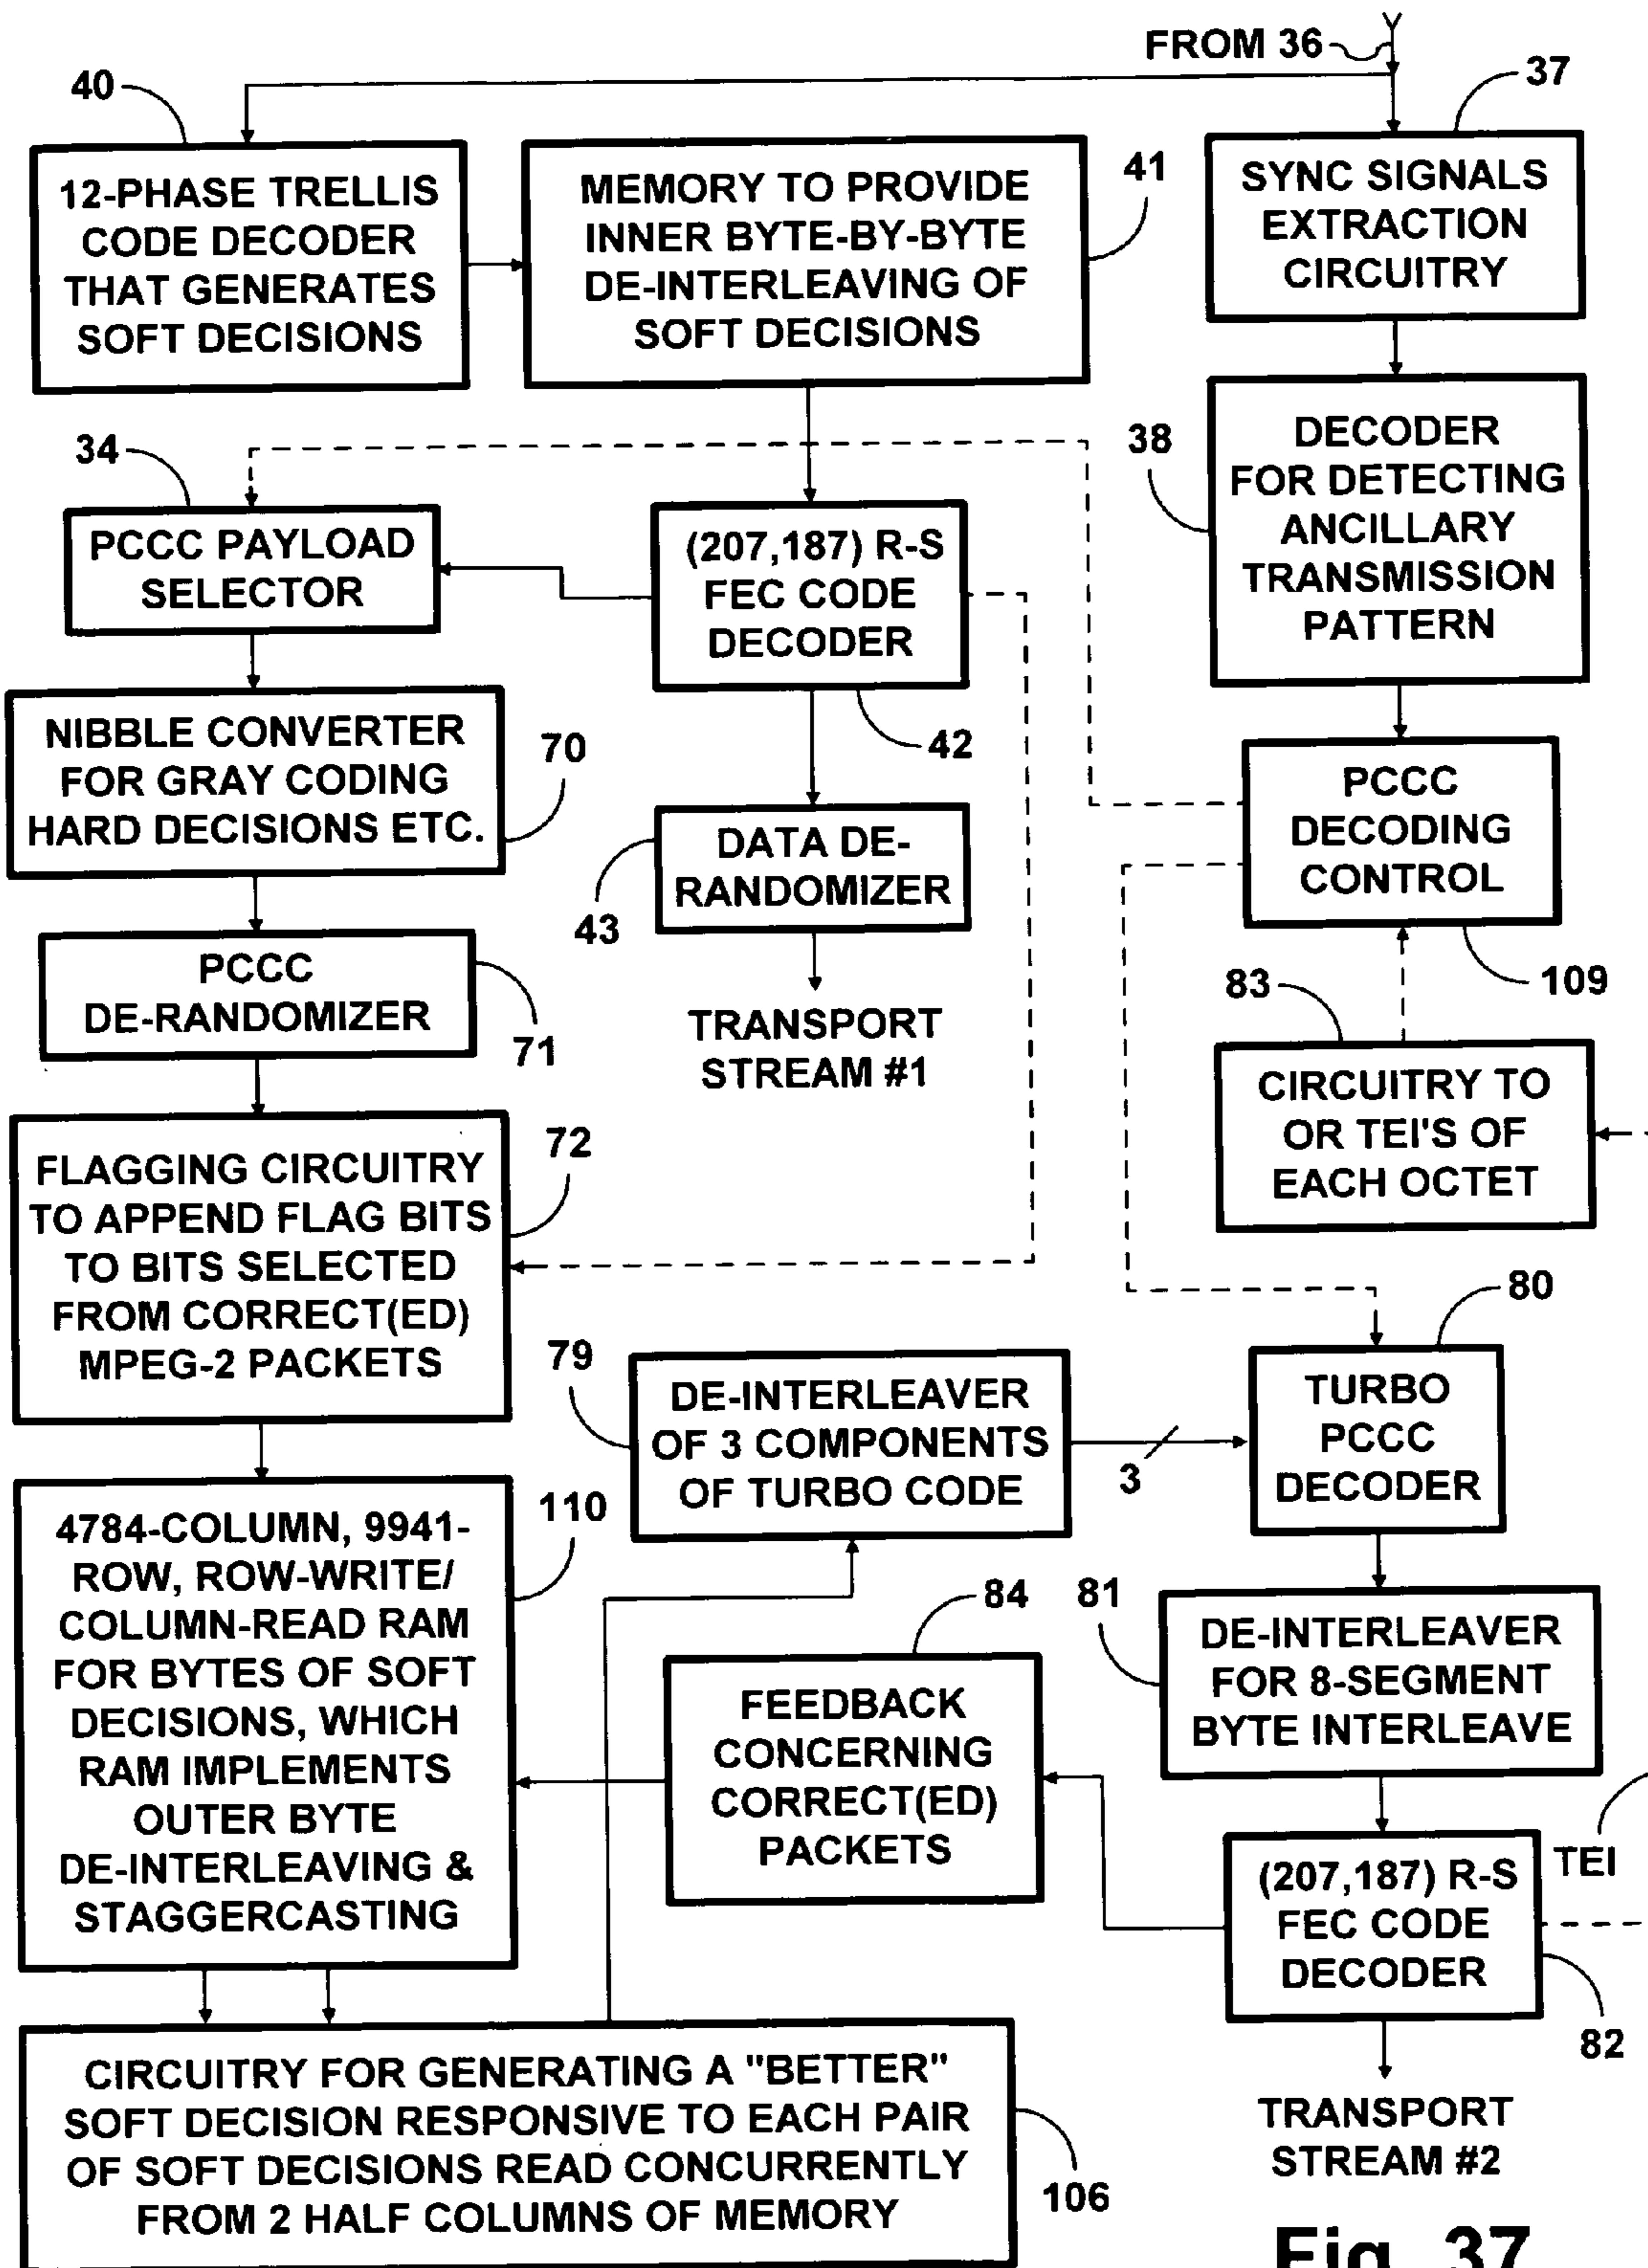 FROM 36
40
37
12-PHASE TRELLIS
CODE DECODER
THAT GENERATES
SOFT DECISIONS
MEMORY TO PROVIDE
INNER BYTE-BY-BYTE
DE-INTERLEAVING OF
SOFT DECISIONS
41
SYNC SIGNALS
EXTRACTION
CIRCUITRY
34
PCCC PAYLOAD
SELECTOR
(207,187) R-S
FEC CODE
DECODER
42
38
DECODER
FOR DETECTING
ANCILLARY
TRANSMISSION
PATTERN
NIBBLE CONVERTER
FOR GRAY CODING
HARD DECISIONS ETC.
70
DATA DE-
RANDOMIZER
43
PCCC
DECODING
CONTROL
109
PCCC
DE-RANDOMIZER
71
TRANSPORT
STREAM #1
83
CIRCUITRY TO
OR TEI'S OF
EACH OCTET
FLAGGING CIRCUITRY
TO APPEND FLAG BITS
TO BITS SELECTED
FROM CORRECT(ED)
MPEG-2 PACKETS
72
79
DE-INTERLEAVER
OF 3 COMPONENTS
OF TURBO CODE
3
80
TURBO
PCCC
DECODER
4784-COLUMN, 9941-
ROW, ROW-WRITE/
COLUMN-READ RAM
FOR BYTES OF SOFT
DECISIONS, WHICH
RAM IMPLEMENTS
OUTER BYTE
DE-INTERLEAVING &
STAGGERCASTING
110
84
FEEDBACK
CONCERNING
CORRECT(ED)
PACKETS
81
DE-INTERLEAVER
FOR 8-SEGMENT
BYTE INTERLEAVE
(207,187) R-S
FEC CODE
DECODER
TEI
82
CIRCUITRY FOR GENERATING A "BETTER"
SOFT DECISION RESPONSIVE TO EACH PAIR
OF SOFT DECISIONS READ CONCURRENTLY
FROM 2 HALF COLUMNS OF MEMORY
106
TRANSPORT
STREAM #2
Fig. 37